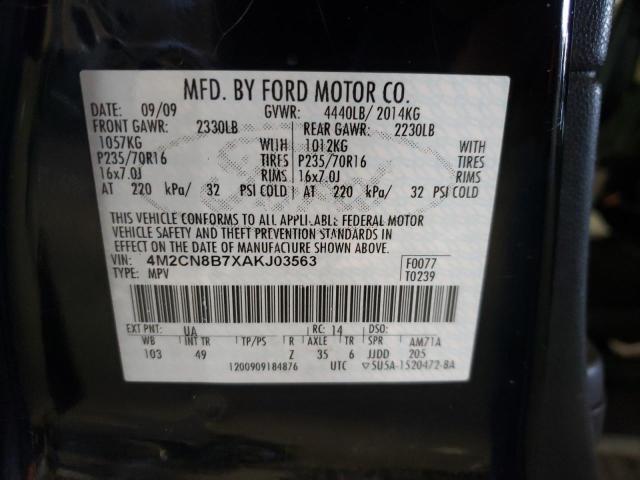 MFD. BY FORD MOTOR CO.
DATE: 09/09 GVWR: 4440LB/ 2014KG
FRONT GAWR: 2330LB REAR GAWR: 2230LB
1057KG WITH 1012KG WITH
P235/70R16 TIRES P235/70R16 TIRES
16x7.0J RIMS 16x7.0J RIMS
AT 220 kPa/ 32 PSI COLD AT 220 kPa/ 32 PSI COLD
THIS VEHICLE CONFORMS TO ALL APPLICABLE FEDERAL MOTOR
VEHICLE SAFETY AND THEFT PREVENTION STANDARDS IN
EFFECT ON THE DATE OF MANUFACTURE SHOWN ABOVE.
VIN: 4M2CN8B7XAKJ03563 F0077
TYPE: MPV T0239
EXT PNT: UA RC: 14 DSO:
WB INT TR TP/PS R AXLE TR SPR AM71A
103 49 Z 35 6 JJDD 205
1200909184876 UTC ▽5U5A-1520472-BA